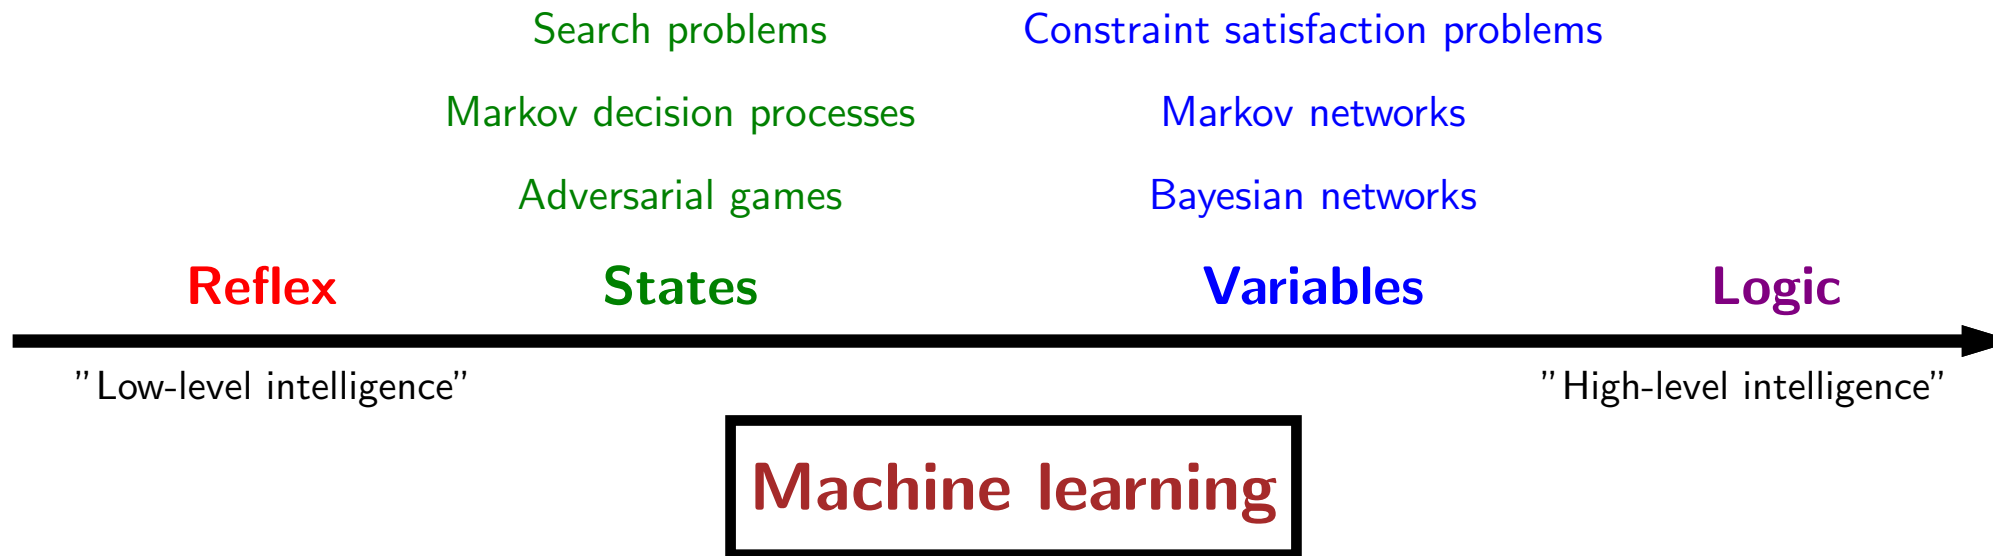 Search problems
Constraint satisfaction problems
Markov decision processes
Markov networks
Adversarial games
Bayesian networks
Reflex
States
Variables
Logic
"Low-level intelligence"
"High-level intelligence"
Machine learning